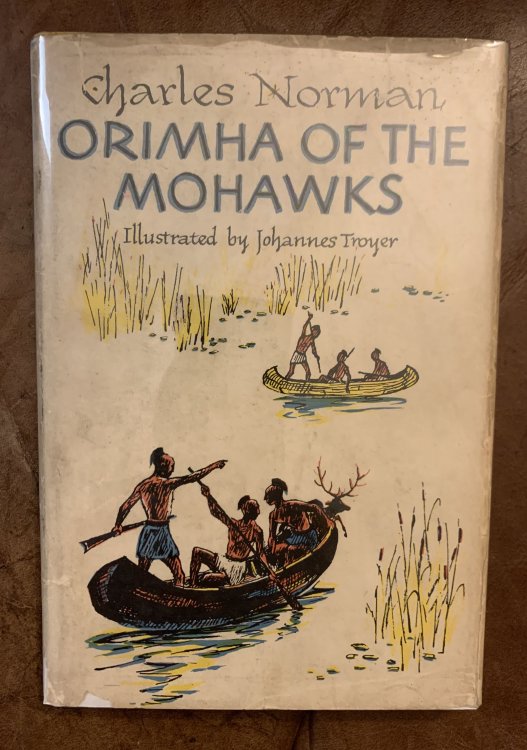 Charles Norman
ORIMHA OF THE
MOHAWKS
Illustrated by Johannes Troyer